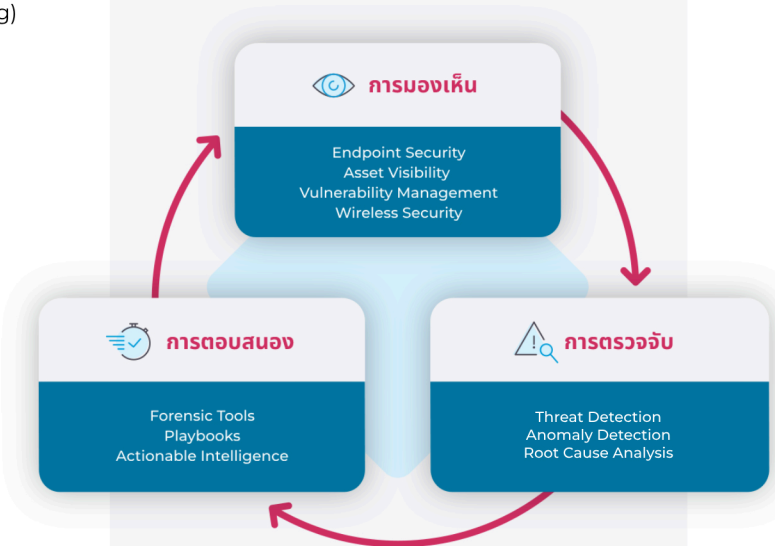 g)
การมองเห็น
Endpoint Security
Asset Visibility
Vulnerability Management
Wireless Security
การตอบสนอง
Forensic Tools
Playbooks
Actionable Intelligence
การตรวจจับ
Threat Detection
Anomaly Detection
Root Cause Analysis